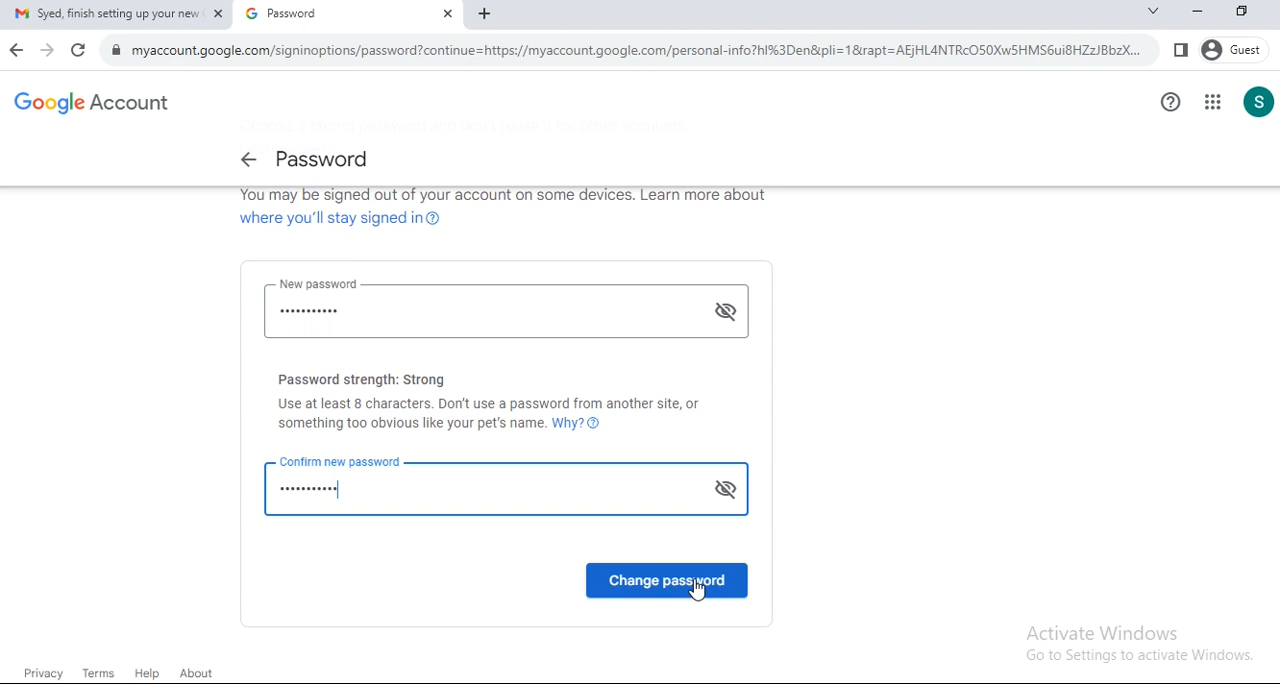 Syed, finish setting up your new
Password
myaccount.google.com/signinoptions/password?continue=https://myaccount.google.com/personal-info?hl%3Den&pli=1&rapt=AEjHL4NTRcO50Xw5HMS6ui8HZzJBbzX...
Guest
Google Account
S
Password
You may be signed out of your account on some devices. Learn more about
where you'll stay signed in
New password
•••••••••••
Password strength: Strong
Use at least 8 characters. Don't use a password from another site, or
something too obvious like your pet's name. Why?
Confirm new password
•••••••••••
Change password
Activate Windows
Go to Settings to activate Windows.
Privacy Terms Help About